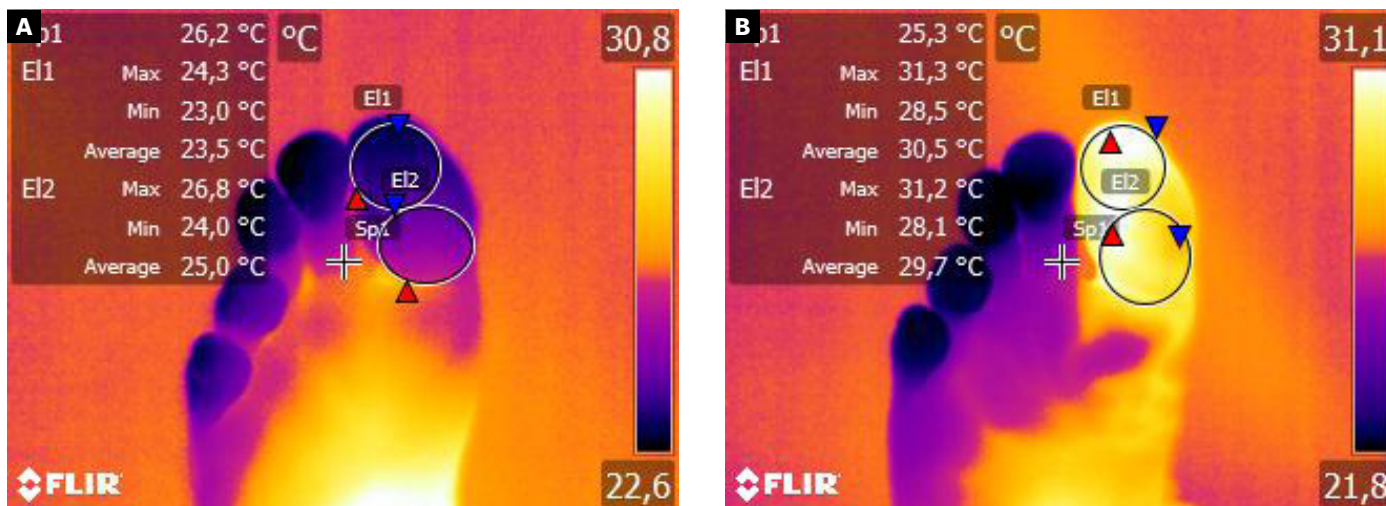 A
p1 26,2 °C °C 30,8
El1 Max 24,3 °C
Min 23,0 °C
Average 23,5 °C
El2 Max 26,8 °C
Min 24,0 °C
Average 25,0 °C
El1
El2
Sp1
FLIR 22,6
B
p1 25,3 °C °C 31,1
El1 Max 31,3 °C
Min 28,5 °C
Average 30,5 °C
El2 Max 31,2 °C
Min 28,1 °C
Average 29,7 °C
El1
El2
Sp1
FLIR 21,8